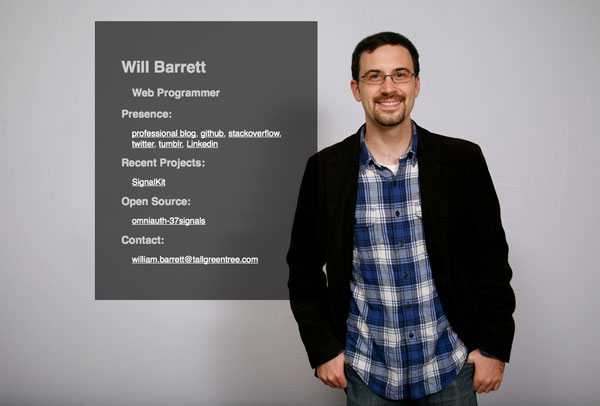 Will Barrett
Web Programmer
Presence:
professional blog, github, stackoverflow,
twitter, tumblr, Linkedin
Recent Projects:
SignalKit
Open Source:
omniauth-37signals
Contact:
william.barrett@tallgreentree.com